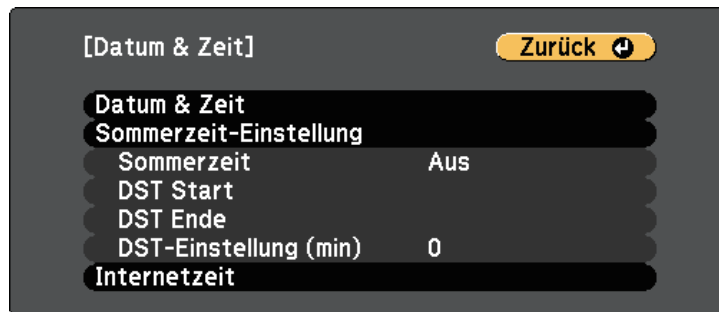 [Datum & Zeit]
Zurück
Datum & Zeit
Sommerzeit-Einstellung
Sommerzeit Aus
DST Start
DST Ende
DST-Einstellung (min) 0
Internetzeit